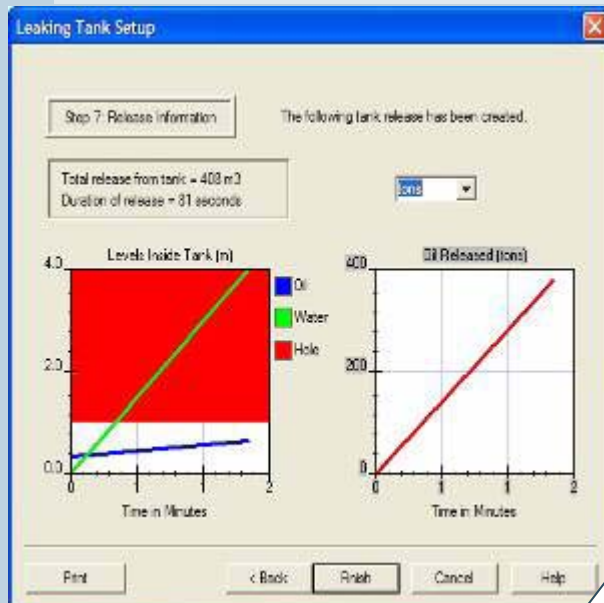 Leaking Tank Setup
Step 7: Release Information
The following tank release has been created.
Total release from tank = 408 m3
Duration of release = 81 seconds
tons
Levels Inside Tank (m)
4.0
2.0
0.0
0
1
1
2
Time in Minutes
Oil
Water
Hole
Oil Released (tons)
400
200
0
0
1
1
2
Time in Minutes
Print
< Back
Finish
Cancel
Help